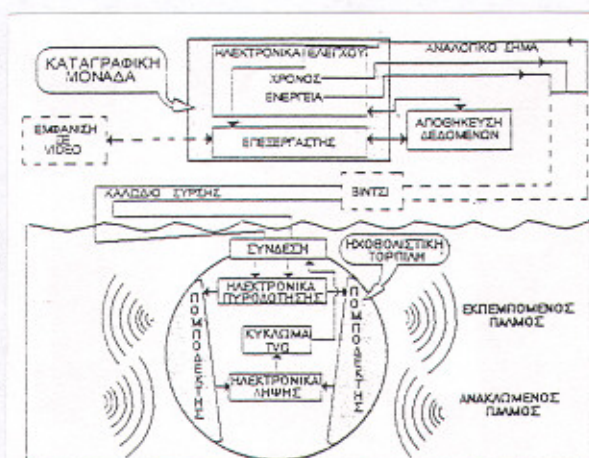 ΚΑΤΑΓΡΑΦΙΚΗ
ΜΟΝΑΔΑ
ΗΛΕΚΤΡΟΝΙΚΑ ΕΛΕΓΧΟΥ
ΑΝΑΛΟΓΙΚΟ ΣΗΜΑ
ΧΡΟΝΟΣ
ΕΝΕΡΓΕΙΑ
ΕΜΦΑΝΙΣΗ
ΣΕ
VIDEO
ΕΠΕΞΕΡΓΑΣΤΗΣ
ΑΠΟΘΗΚΕΥΣΗ
ΔΕΔΟΜΕΝΩΝ
ΚΑΛΩΔΙΟ ΣΥΡΣΗΣ
ΒΙΝΤΣΙ
ΣΥΝΔΕΣΗ
ΗΧΟΒΟΛΙΣΤΙΚΗ
ΤΟΡΠΙΛΗ
ΗΛΕΚΤΡΟΝΙΚΑ
ΠΥΡΟΔΟΤΗΣΗΣ
ΠΟΜΠΟΔΕΚΤΗΣ
ΠΟΜΠΟΔΕΚΤΗΣ
ΚΥΚΛΩΜΑ
TVG
ΗΛΕΚΤΡΟΝΙΚΑ
ΛΗΨΗΣ
ΕΚΠΕΜΠΟΜΕΝΟΣ
ΠΑΛΜΟΣ
ΑΝΑΚΛΩΜΕΝΟΣ
ΠΑΛΜΟΣ